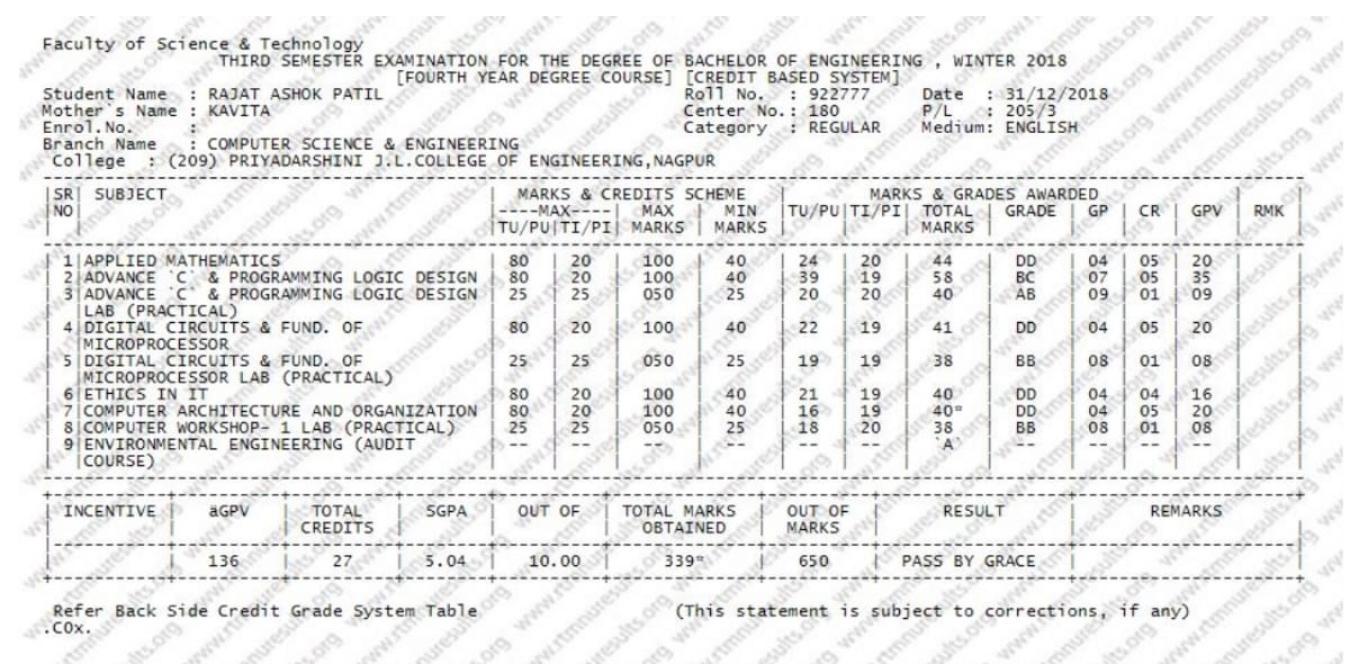 Faculty of Science & Technology
THIRD SEMESTER EXAMINATION FOR THE DEGREE OF BACHELOR OF ENGINEERING , WINTER 2018
[FOURTH YEAR DEGREE COURSE] [CREDIT BASED SYSTEM]
Student Name : RAJAT ASHOK PATIL Roll No. : 922777 Date : 31/12/2018
Mother`s Name : KAVITA Center No.: 180 P/L : 205/3
Enrol.No. : Category : REGULAR Medium: ENGLISH
Branch Name : COMPUTER SCIENCE & ENGINEERING
College : (209) PRIYADARSHINI J.L.COLLEGE OF ENGINEERING,NAGPUR
|SR| SUBJECT | MARKS & CREDITS SCHEME | MARKS & GRADES AWARDED | |
|NO| |----MAX----| MAX | MIN |TU/PU|TI/PI| TOTAL | GRADE | GP | CR | GPV | RMK |
| | |TU/PU|TI/PI| MARKS | MARKS | | | MARKS | | | | | |
| 1|APPLIED MATHEMATICS | 80 | 20 | 100 | 40 | 24 | 20 | 44 | DD | 04 | 05 | 20 | |
| 2|ADVANCE `C` & PROGRAMMING LOGIC DESIGN | 80 | 20 | 100 | 40 | 39 | 19 | 58 | BC | 07 | 05 | 35 | |
| 3|ADVANCE `C` & PROGRAMMING LOGIC DESIGN | 25 | 25 | 050 | 25 | 20 | 20 | 40 | AB | 09 | 01 | 09 | |
| |LAB (PRACTICAL)
| 4|DIGITAL CIRCUITS & FUND. OF | 80 | 20 | 100 | 40 | 22 | 19 | 41 | DD | 04 | 05 | 20 | |
| |MICROPROCESSOR
| 5|DIGITAL CIRCUITS & FUND. OF | 25 | 25 | 050 | 25 | 19 | 19 | 38 | BB | 08 | 01 | 08 | |
| |MICROPROCESSOR LAB (PRACTICAL)
| 6|ETHICS IN IT | 80 | 20 | 100 | 40 | 21 | 19 | 40 | DD | 04 | 04 | 16 | |
| 7|COMPUTER ARCHITECTURE AND ORGANIZATION | 80 | 20 | 100 | 40 | 16 | 19 | 40* | DD | 04 | 05 | 20 | |
| 8|COMPUTER WORKSHOP- 1 LAB (PRACTICAL) | 25 | 25 | 050 | 25 | 18 | 20 | 38 | BB | 08 | 01 | 08 | |
| 9|ENVIRONMENTAL ENGINEERING (AUDIT | -- | -- | -- | -- | -- | -- | `A` | -- | -- | -- | -- | |
| |COURSE)
| INCENTIVE | aGPV | TOTAL | SGPA | OUT OF | TOTAL MARKS | OUT OF | RESULT | REMARKS |
| | | CREDITS | | | OBTAINED | MARKS | | |
| | 136 | 27 | 5.04 | 10.00 | 339* | 650 | PASS BY GRACE | |
Refer Back Side Credit Grade System Table (This statement is subject to corrections, if any)
.COx.